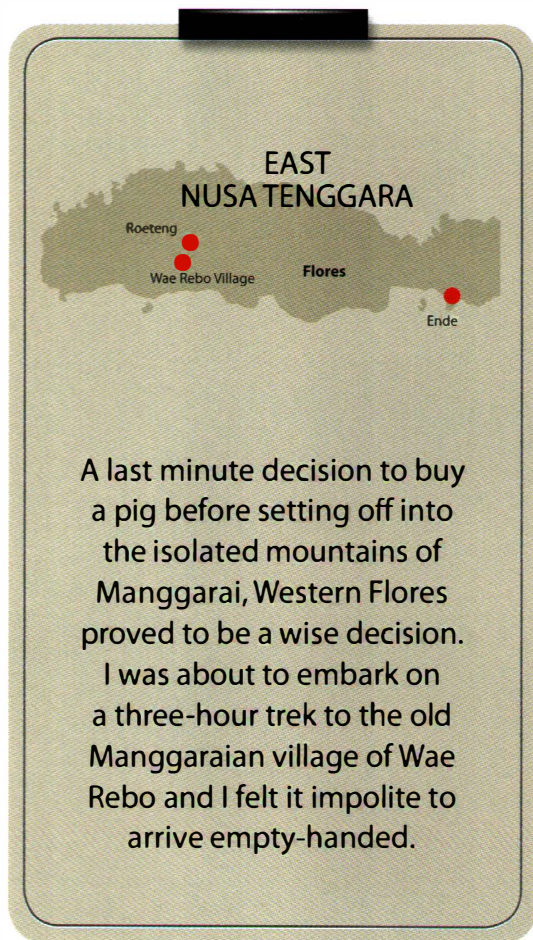 EAST
NUSA TENGGARA
Roeteng
Wae Rebo Village
Flores
Ende
A last minute decision to buy
a pig before setting off into
the isolated mountains of
Manggarai, Western Flores
proved to be a wise decision.
I was about to embark on
a three-hour trek to the old
Manggaraian village of Wae
Rebo and I felt it impolite to
arrive empty-handed.